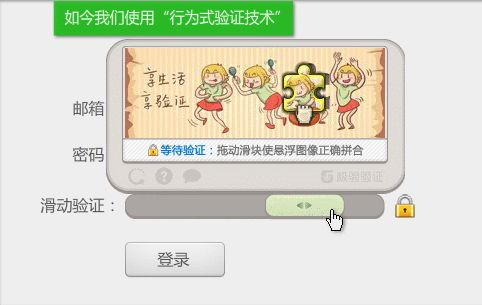 如今我们使用“行为式验证技术”
享生活
享验证
邮箱
密码
等待验证：拖动滑块使悬浮图像正确拼合
极验验证
滑动验证：
登录